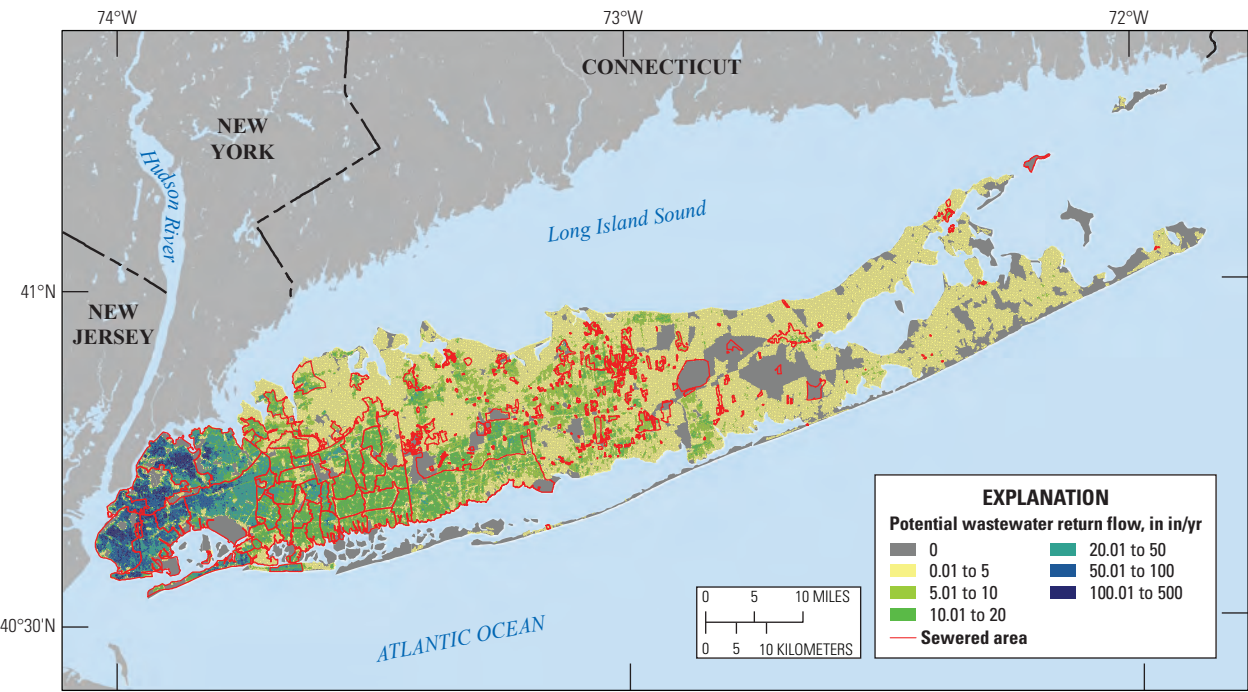 74°W
73°W
72°W
CONNECTICUT
NEW
YORK
Hudson River
Long Island Sound
41°N
NEW
JERSEY
EXPLANATION
Potential wastewater return flow, in in/yr
0
0.01 to 5
5.01 to 10
10.01 to 20
20.01 to 50
50.01 to 100
100.01 to 500
Sewered area
0 5 10 MILES
0 5 10 KILOMETERS
40°30'N
ATLANTIC OCEAN